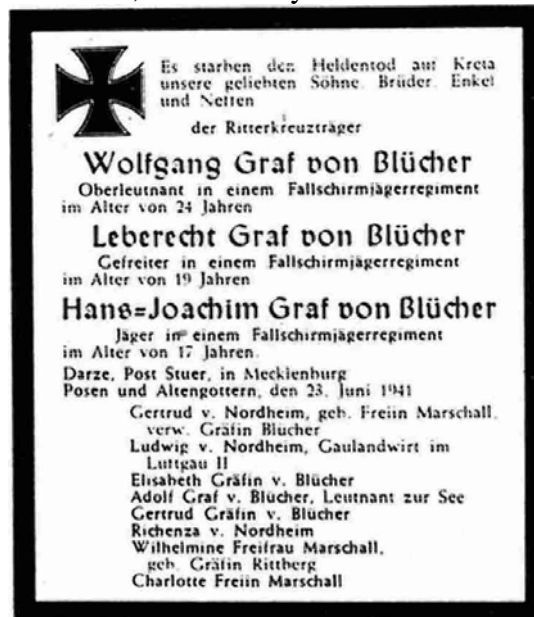 Es starben den Heldentod auf Kreta
unsere geliebten Söhne, Brüder, Enkel
und Neffen
der Ritterkreuzträger
Wolfgang Graf von Blücher
Oberleutnant in einem Fallschirmjägerregiment
im Alter von 24 Jahren
Leberecht Graf von Blücher
Gefreiter in einem Fallschirmjägerregiment
im Alter von 19 Jahren
Hans=Joachim Graf von Blücher
Jäger in einem Fallschirmjägerregiment
im Alter von 17 Jahren.
Darze, Post Stuer, in Mecklenburg
Posen und Altengottern, den 23. Juni 1941
Gertrud v. Nordheim, geb. Freiin Marschall,
verw. Gräfin Blücher
Ludwig v. Nordheim, Gaulandwirt im
Luftgau II
Elisabeth Gräfin v. Blücher
Adolf Graf v. Blücher, Leutnant zur See
Gertrud Gräfin v. Blücher
Richenza v. Nordheim
Wilhelmine Freifrau Marschall,
geb. Gräfin Rittberg
Charlotte Freiin Marschall